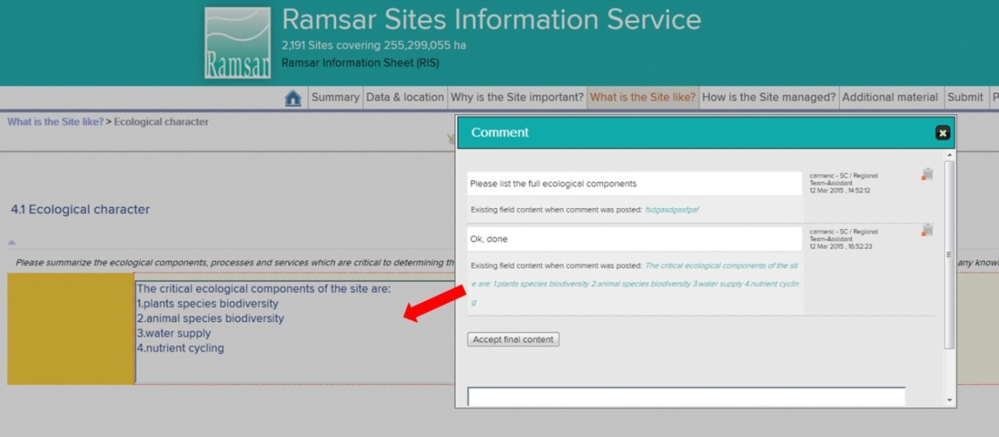 Ramsar
Ramsar Sites Information Service
2,191 Sites covering 255,299,055 ha
Ramsar Information Sheet (RIS)
Summary Data & location Why is the Site important? What is the Site like? How is the Site managed? Additional material Submit P
What is the Site like? > Ecological character
Comment
Please list the full ecological components
carmenc - SC / Regional
Team-Assistant
12 Mar 2015 , 14:52:12
Existing field content when comment was posted: fsdgasdgasfgaf
Ok, done
carmenc - SC / Regional
Team-Assistant
12 Mar 2015 , 16:52:23
Existing field content when comment was posted: The critical ecological components of the sit
e are: 1.plants species biodiversity 2.animal species biodiversity 3.water supply 4.nutrient cyclin
g
Accept final content
4.1 Ecological character
Please summarize the ecological components, processes and services which are critical to determining th
any know
The critical ecological components of the site are:
1.plants species biodiversity
2.animal species biodiversity
3.water supply
4.nutrient cycling